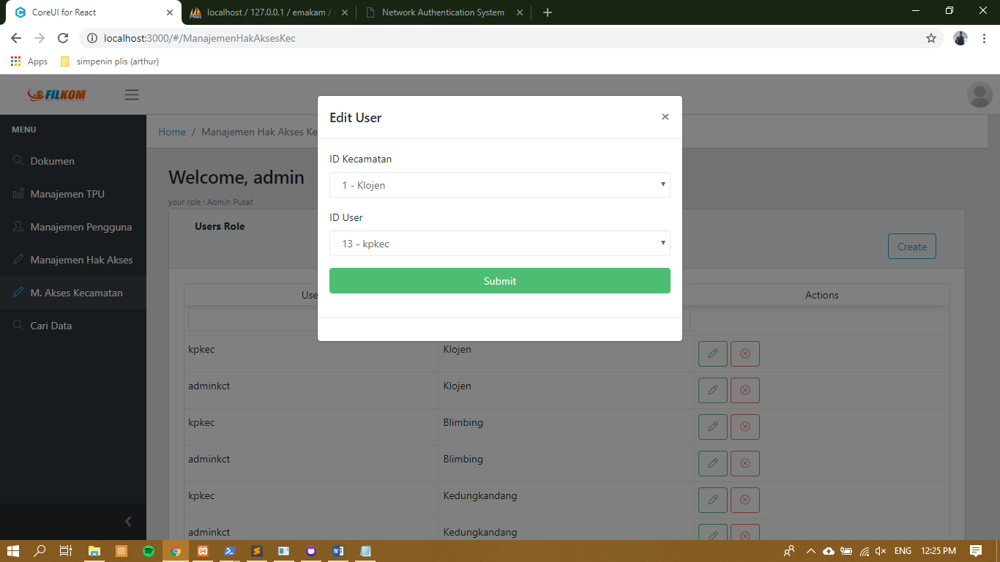 CoreUI for React
localhost / 127.0.0.1 / emakam /
Network Authentication System
localhost:3000/#/ManajemenHakAksesKec
Apps
simpenin plis (arthur)
FILKOM
MENU
Dokumen
Manajemen TPU
Manajemen Pengguna
Manajemen Hak Akses
M. Akses Kecamatan
Cari Data
Home / Manajemen Hak Akses Ke
Welcome, admin
your role : Admin Pusat
Users Role
Create
Edit User
×
ID Kecamatan
1 - Klojen
ID User
13 - kpkec
Submit
Use
Actions
kpkec Klojen
adminkct Klojen
kpkec Blimbing
adminkct Blimbing
kpkec Kedungkandang
adminkct Kedungkandang
ENG
12:25 PM